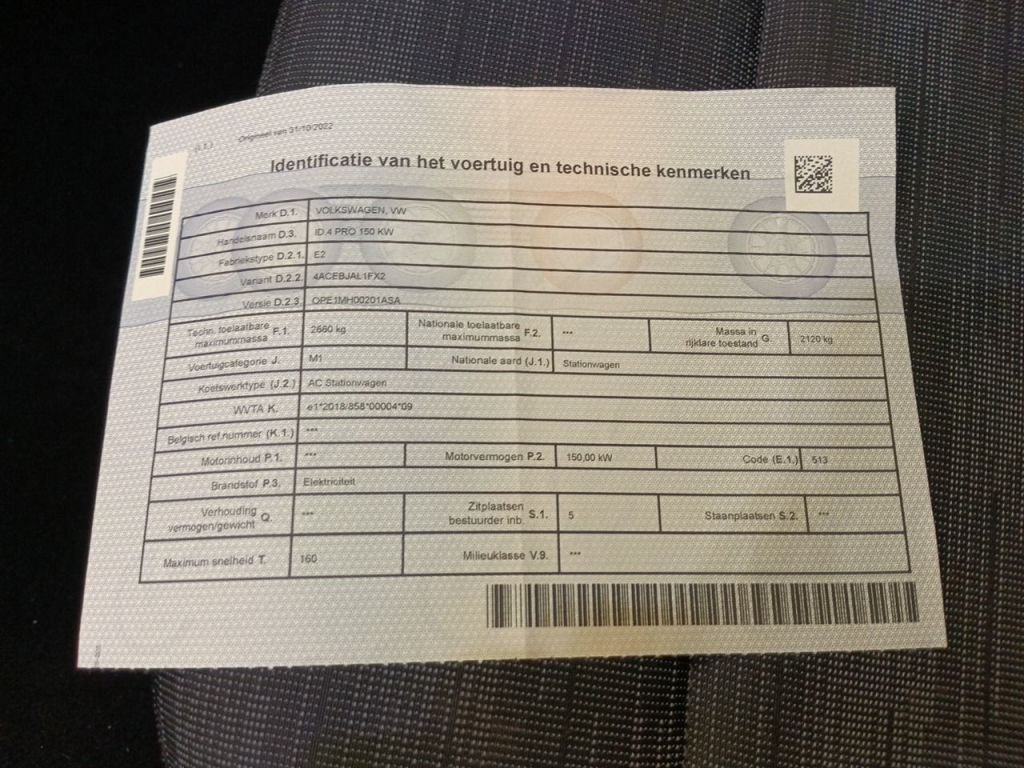 (I.1.) Origineel van 31/10/2022
Identificatie van het voertuig en technische kenmerken
Merk D.1. VOLKSWAGEN, VW
Handelsnaam D.3. ID.4 PRO 150 KW
Fabriekstype D.2.1. E2
Variant D.2.2. 4ACEBJAL1FX2
Versie D.2.3. OPE1MH00201ASA
Techn. toelaatbare maximummassa F.1. 2660 kg Nationale toelaatbare maximummassa F.2. *** Massa in rijklare toestand G. 2120 kg
Voertuigcategorie J. M1 Nationale aard (J.1.) Stationwagen
Koetswerktype (J.2.) AC Stationwagen
WVTA K. e1*2018/858*00004*09
Belgisch ref.nummer (K.1.) ***
Motorinhoud P.1. *** Motorvermogen P.2. 150,00 kW Code (E.1.) 513
Brandstof P.3. Elektriciteit
Verhouding vermogen/gewicht Q. *** Zitplaatsen bestuurder inb. S.1. 5 Staanplaatsen S.2. ***
Maximum snelheid T. 160 Milieuklasse V.9. ***